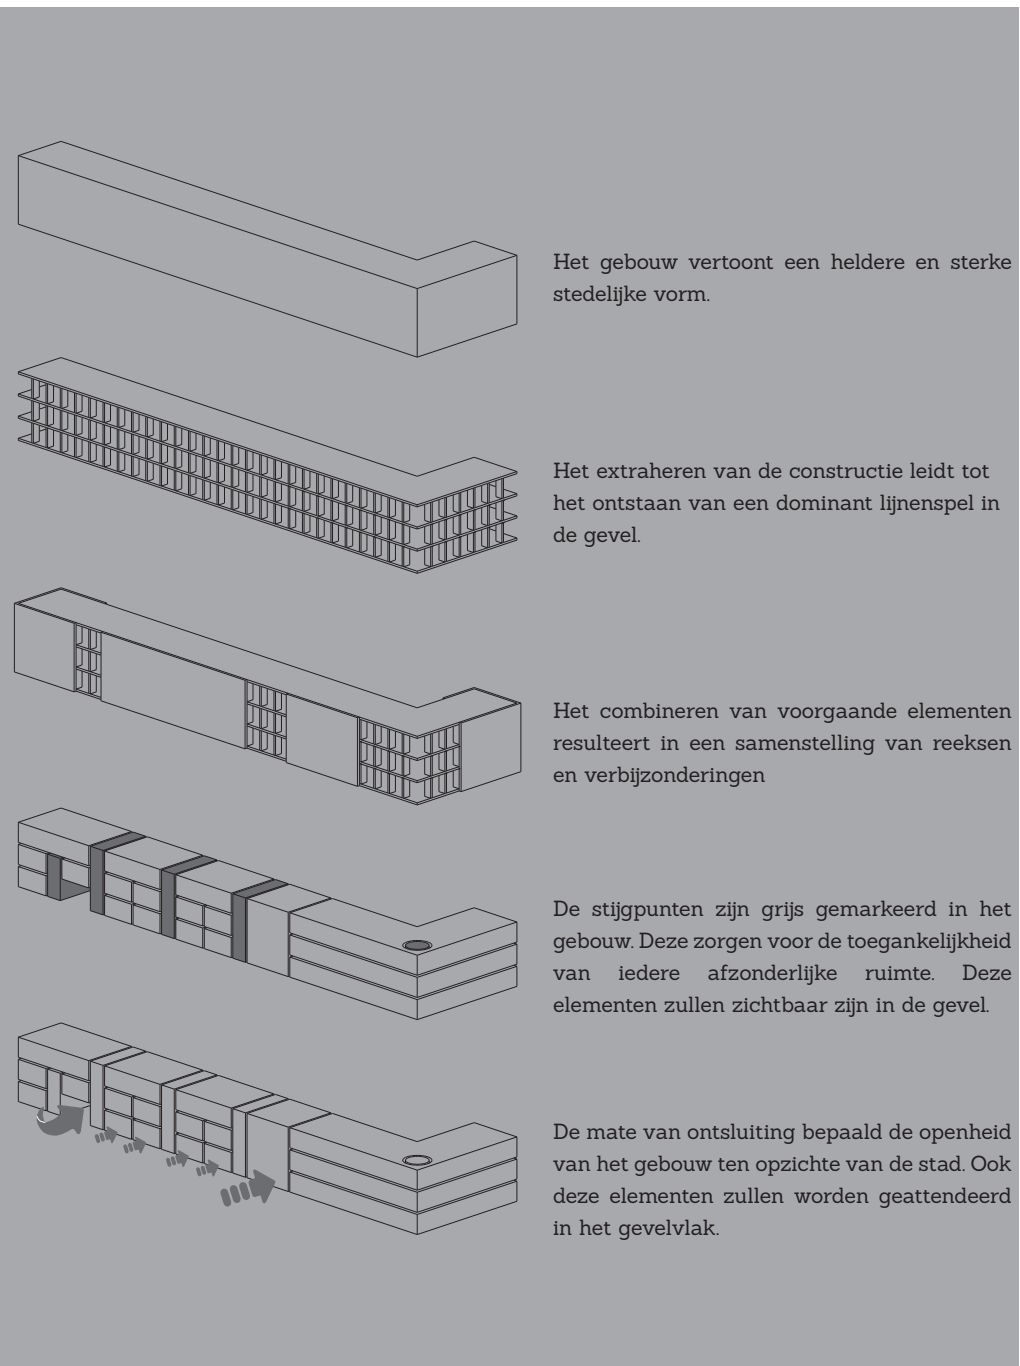 Het gebouw vertoont een heldere en sterke
stedelijke vorm.
Het extraheren van de constructie leidt tot
het ontstaan van een dominant lijnenspel in
de gevel.
Het combineren van voorgaande elementen
resulteert in een samenstelling van reeksen
en verbijzonderingen
De stijgpunten zijn grijs gemarkeerd in het
gebouw. Deze zorgen voor de toegankelijkheid
van iedere afzonderlijke ruimte. Deze
elementen zullen zichtbaar zijn in de gevel.
De mate van ontsluiting bepaald de openheid
van het gebouw ten opzichte van de stad. Ook
deze elementen zullen worden geattendeerd
in het gevelvlak.